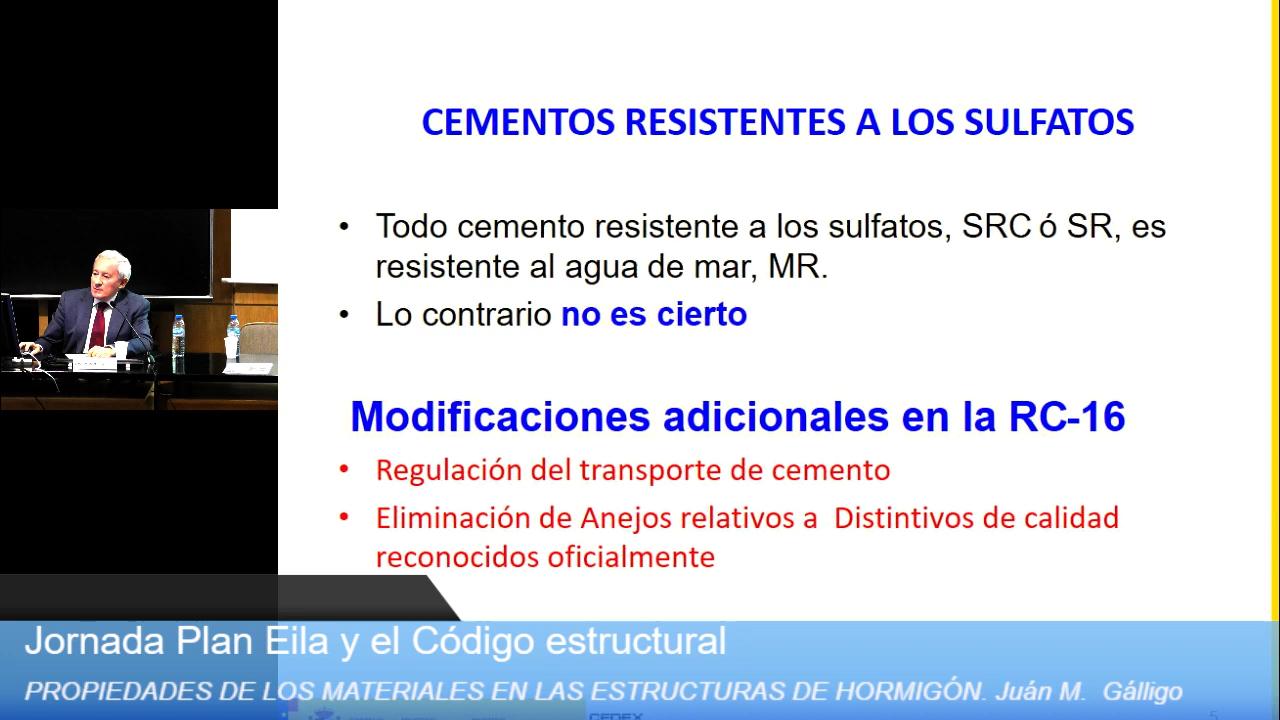 CEMENTOS RESISTENTES A LOS SULFATOS
• Todo cemento resistente a los sulfatos, SRC ó SR, es
resistente al agua de mar, MR.
• Lo contrario no es cierto
Modificaciones adicionales en la RC-16
• Regulación del transporte de cemento
• Eliminación de Anejos relativos a Distintivos de calidad
reconocidos oficialmente
Jornada Plan Eila y el Código estructural
PROPIEDADES DE LOS MATERIALES EN LAS ESTRUCTURAS DE HORMIGÓN. Juán M. Gálligo
CEDEX
5